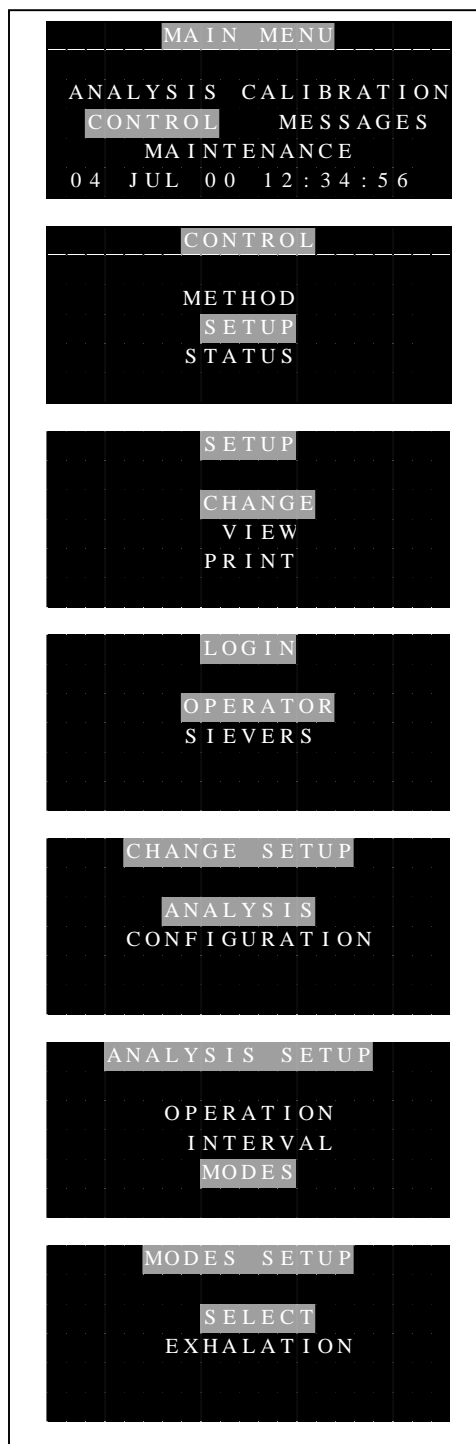 MAIN MENU
ANALYSIS CALIBRATION
CONTROL MESSAGES
MAINTENANCE
04 JUL 00 12:34:56
CONTROL
METHOD
SETUP
STATUS
SETUP
CHANGE
VIEW
PRINT
LOGIN
OPERATOR
SIEVERS
CHANGE SETUP
ANALYSIS
CONFIGURATION
ANALYSIS SETUP
OPERATION
INTERVAL
MODES
MODES SETUP
SELECT
EXHALATION